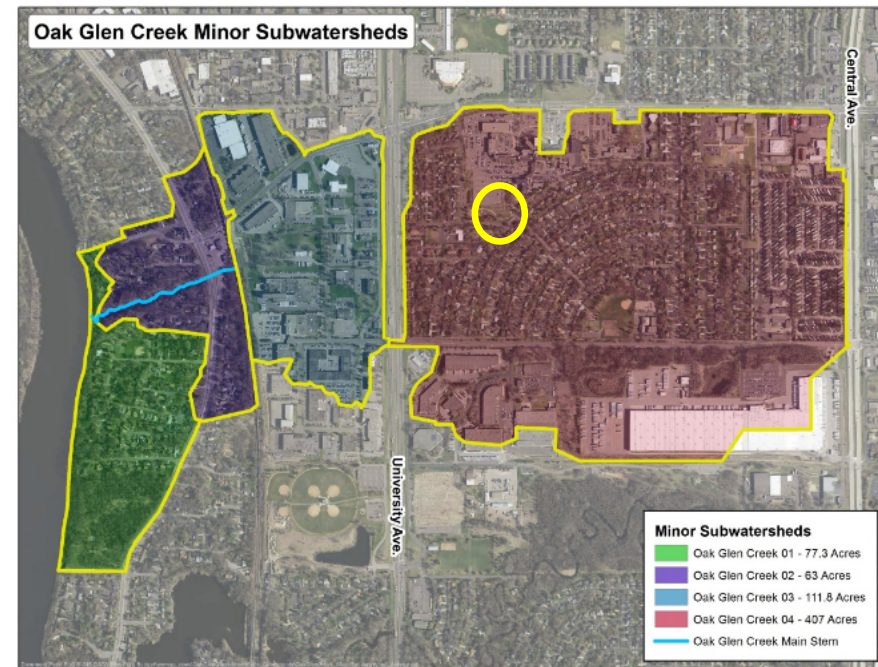 Oak Glen Creek Minor Subwatersheds
Central Ave.
University Ave.
Minor Subwatersheds
Oak Glen Creek 01 - 77.3 Acres
Oak Glen Creek 02 - 63 Acres
Oak Glen Creek 03 - 111.8 Acres
Oak Glen Creek 04 - 407 Acres
Oak Glen Creek Main Stem